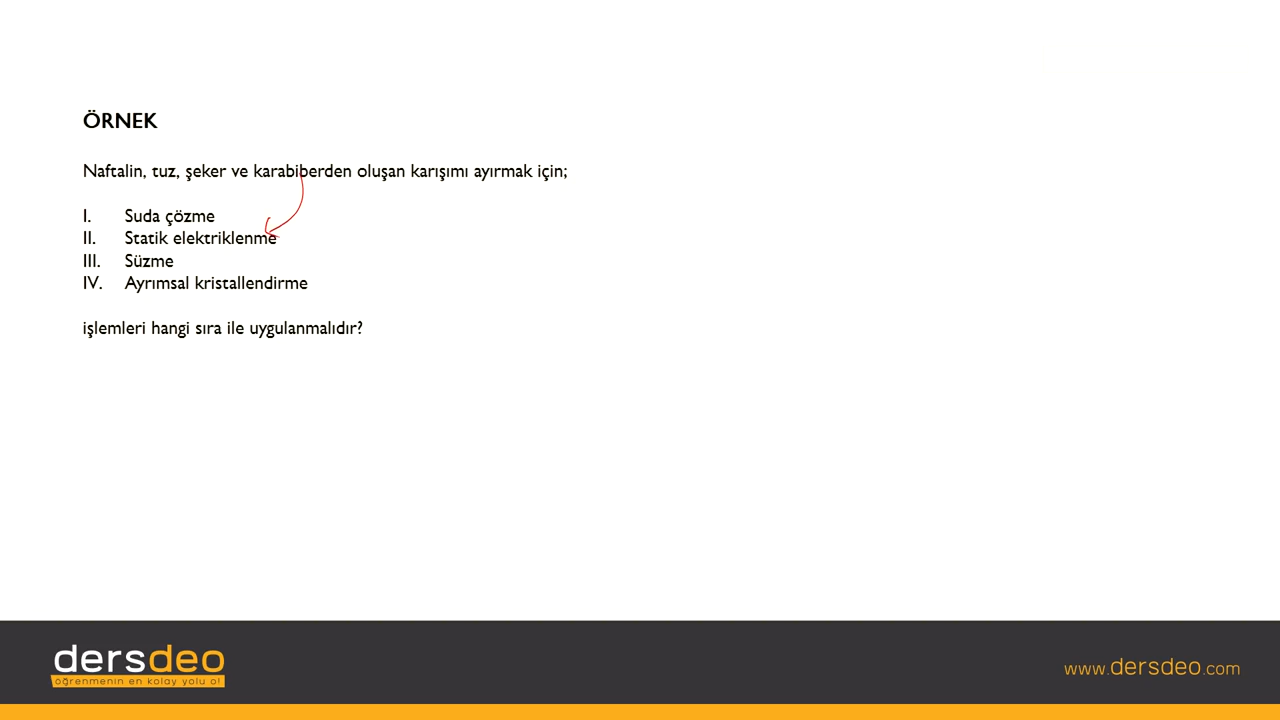 ÖRNEK
Naftalin, tuz, şeker ve karabiberden oluşan karışımı ayırmak için;
I. Suda çözme
II. Statik elektriklenme
III. Süzme
IV. Ayrımsal kristallendirme
işlemleri hangi sıra ile uygulanmalıdır?
dersdeo
öğrenmenin en kolay yolu o!
www.dersdeo.com